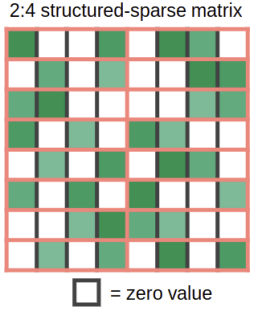 2:4 structured-sparse matrix
= zero value